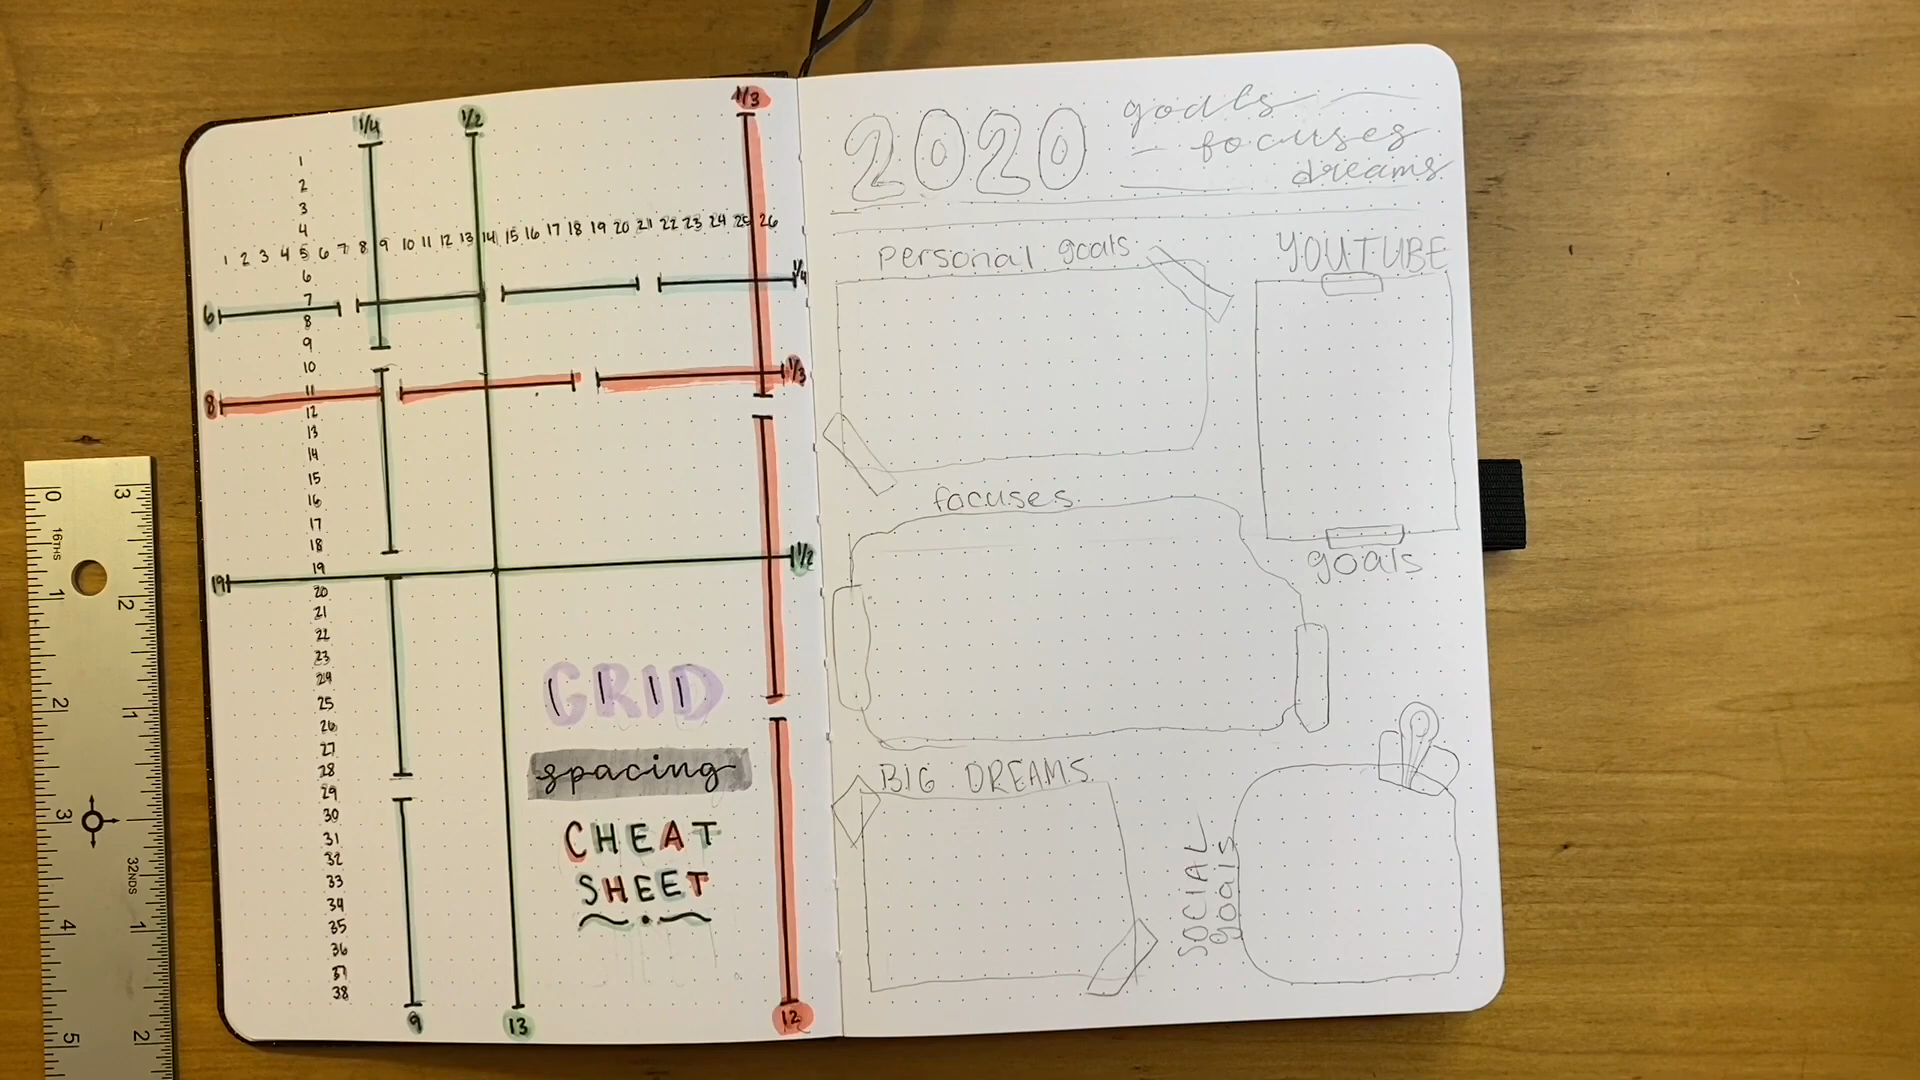 1/4 1/2 1/3
1
2
3
4
1 2 3 4 5 6 7 8 9 10 11 12 13 14 15 16 17 18 19 20 21 22 23 24 25 26
6
1/4
7
6
8
9
10
1/3
11
8
12
13
14
15
16
17
18
1/2
19
19
20
21
22
23
24
25
26
27
28
29
30
31
32
33
34
35
36
37
38
9 13 12
GRID
spacing
CHEAT
SHEET
2020
goals
focuses
dreams
personal goals
YOUTUBE
goals
focuses
BIG DREAMS
SOCIAL
goals
0 1 2 3 4 5
16THS
3 2 1 1 2
32NDS